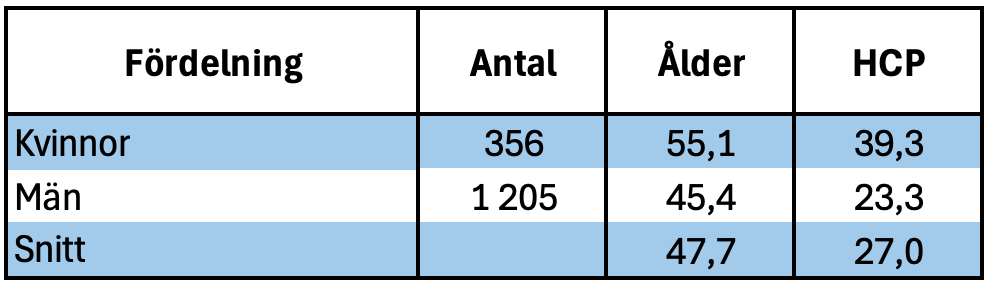 Fördelning Antal Ålder HCP
Kvinnor 356 55,1 39,3
Män 1 205 45,4 23,3
Snitt 47,7 27,0